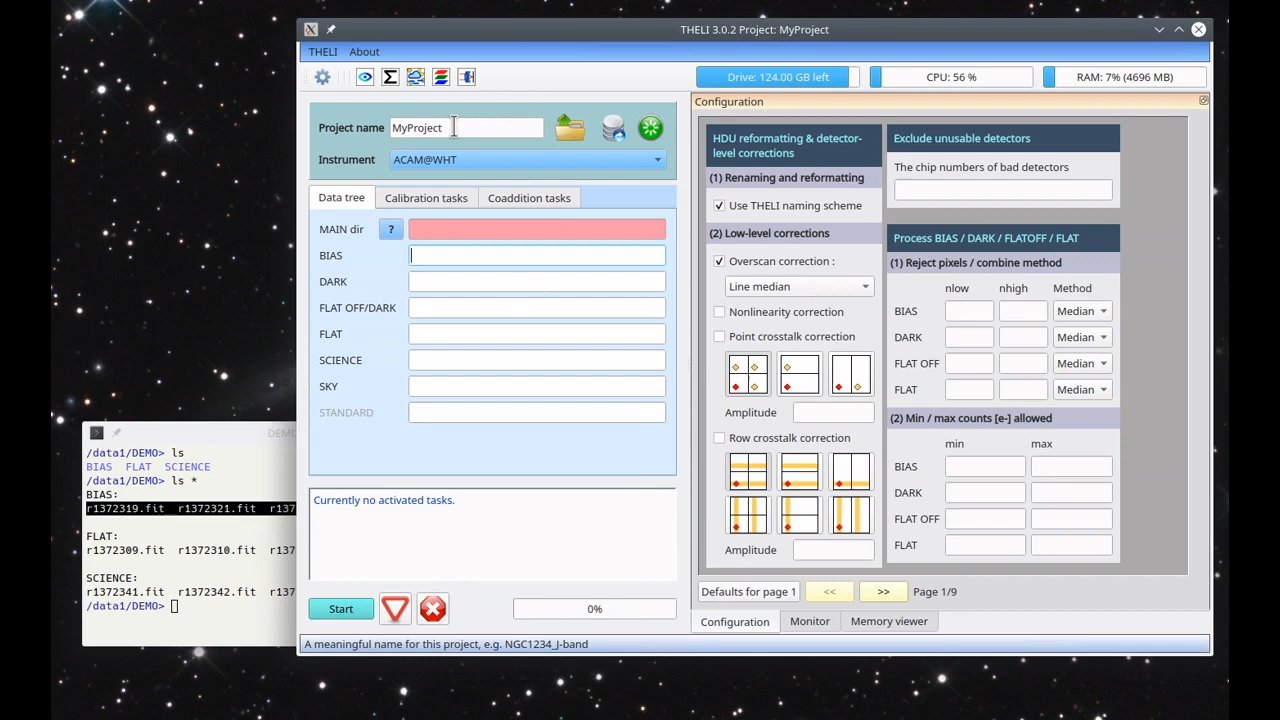 THELI 3.0.2 Project: MyProject
THELI About
Drive: 124.00 GB left CPU: 56 % RAM: 7% (4696 MB)
Project name MyProject
Instrument ACAM@WHT
Data tree Calibration tasks Coaddition tasks
MAIN dir ?
BIAS
DARK
FLAT OFF/DARK
FLAT
SCIENCE
SKY
STANDARD
Currently no activated tasks.
Start 0%
Configuration
HDU reformatting & detector-
level corrections
(1) Renaming and reformatting
Use THELI naming scheme
(2) Low-level corrections
Overscan correction :
Line median
Nonlinearity correction
Point crosstalk correction
Amplitude
Row crosstalk correction
Amplitude
Exclude unusable detectors
The chip numbers of bad detectors
Process BIAS / DARK / FLATOFF / FLAT
(1) Reject pixels / combine method
nlow nhigh Method
BIAS Median
DARK Median
FLAT OFF Median
FLAT Median
(2) Min / max counts [e-] allowed
min max
BIAS
DARK
FLAT OFF
FLAT
Defaults for page 1 << >> Page 1/9
Configuration Monitor Memory viewer
A meaningful name for this project, e.g. NGC1234_J-band
DEMO
/data1/DEMO> ls
BIAS FLAT SCIENCE
/data1/DEMO> ls *
BIAS:
r1372319.fit r1372321.fit r137
FLAT:
r1372309.fit r1372310.fit r137
SCIENCE:
r1372341.fit r1372342.fit r137
/data1/DEMO>